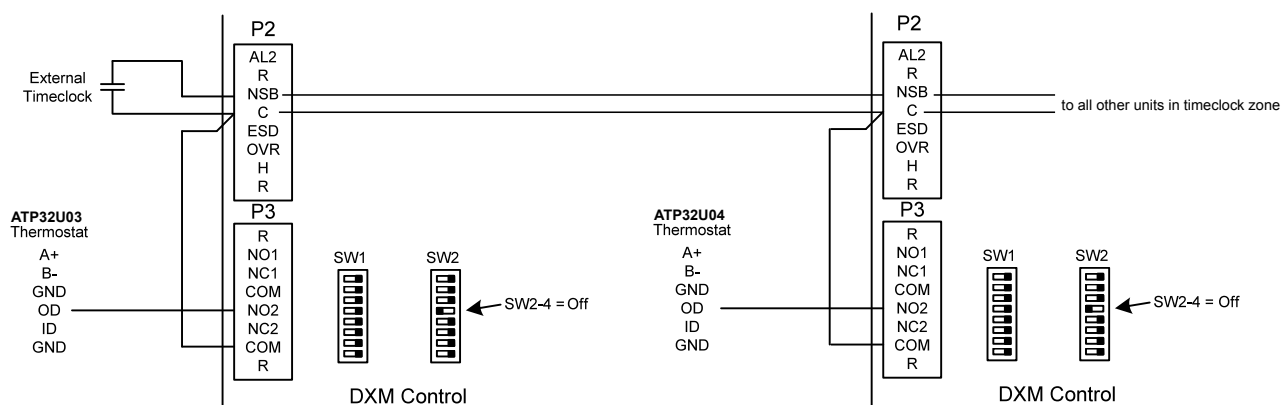 P2
AL2
R
NSB
C
ESD
OVR
H
R
External
Timeclock
P3
R
NO1
NC1
COM
NO2
NC2
COM
R
ATP32U03
Thermostat
A+
B-
GND
OD
ID
GND
SW1
SW2
SW2-4 = Off
DXM Control
P2
AL2
R
NSB
C
ESD
OVR
H
R
to all other units in timeclock zone
P3
R
NO1
NC1
COM
NO2
NC2
COM
R
ATP32U04
Thermostat
A+
B-
GND
OD
ID
GND
SW1
SW2
SW2-4 = Off
DXM Control